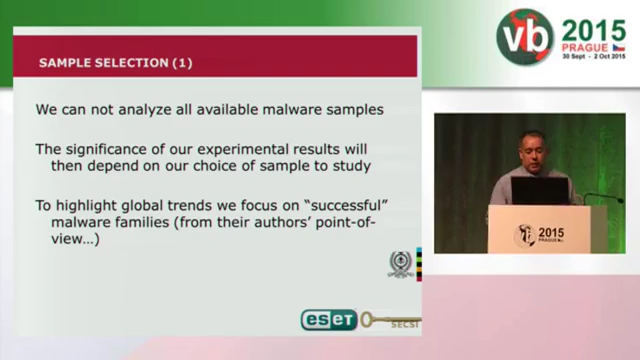 SAMPLE SELECTION (1)
We can not analyze all available malware samples
The significance of our experimental results will
then depend on our choice of sample to study
To highlight global trends we focus on “successful”
malware families (from their authors’ point-of-
view…)
eseT
SECSI
vb
2015
PRAGUE
30 Sept - 2 Oct 2015
2015
PRAGUE